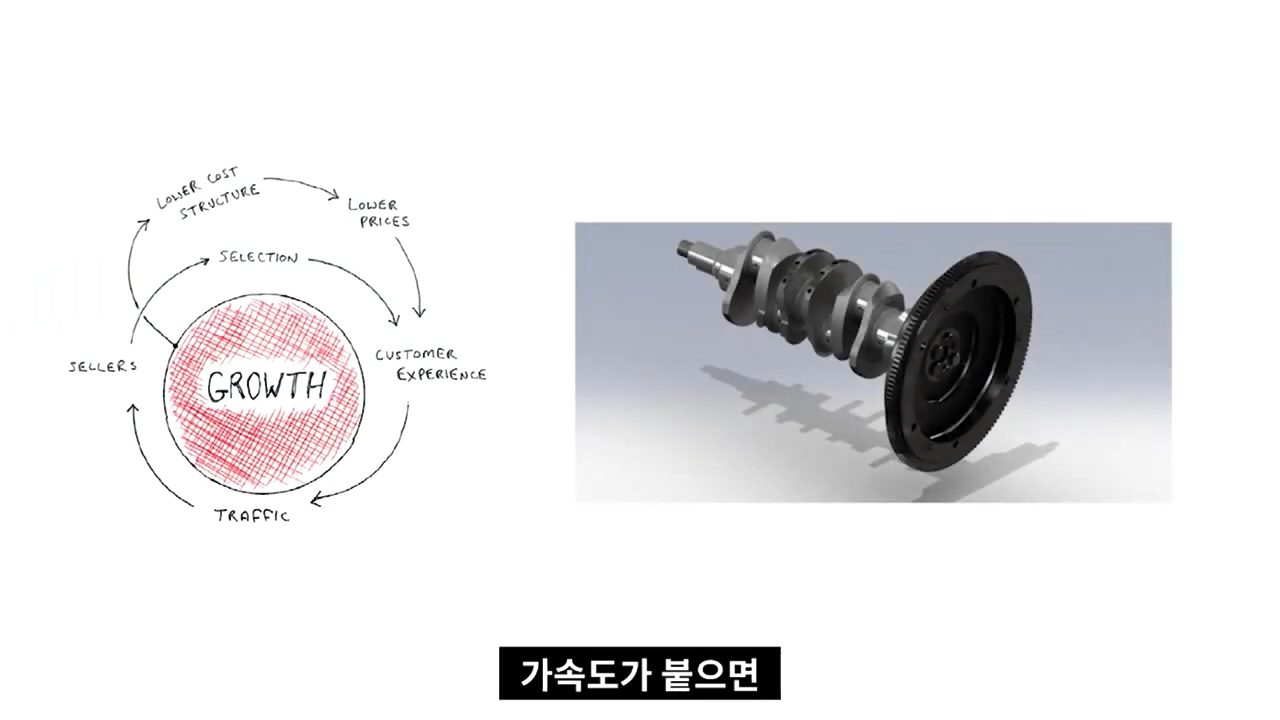 LOWER COST
STRUCTURE
LOWER
PRICES
SELECTION
SELLERS
GROWTH
CUSTOMER
EXPERIENCE
TRAFFIC
가속도가 붙으면